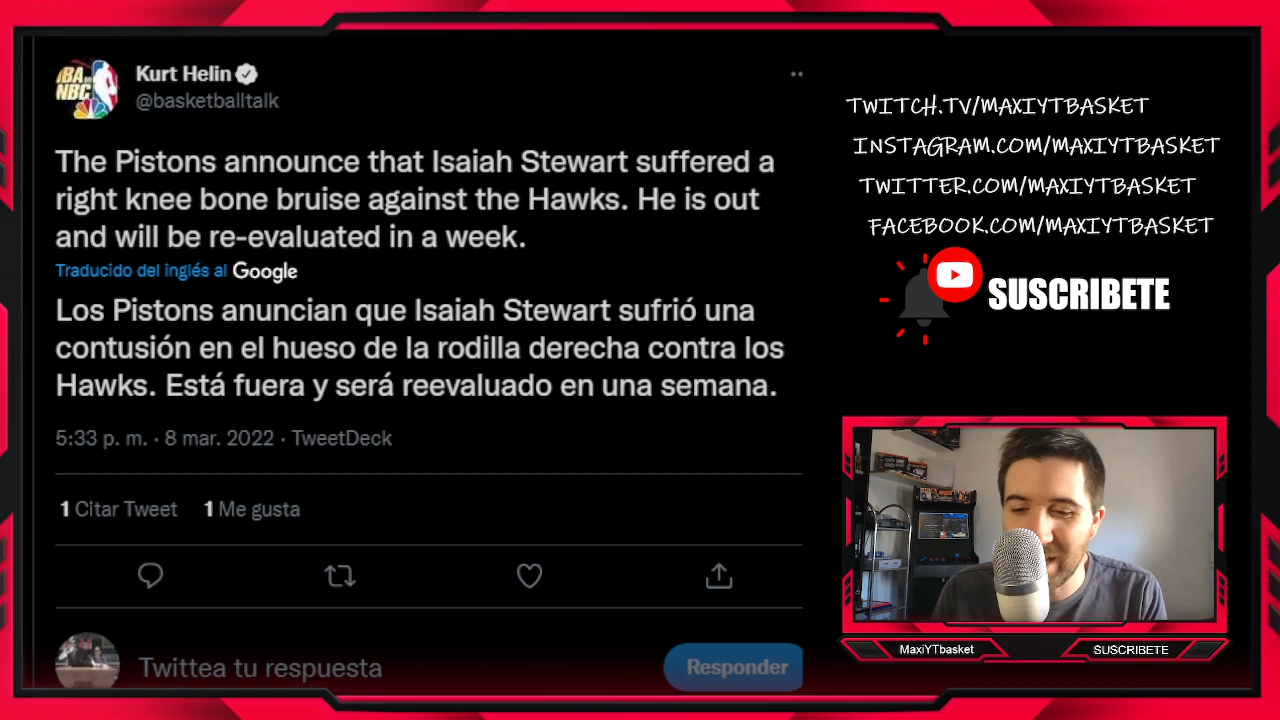 Kurt Helin
@basketballtalk
The Pistons announce that Isaiah Stewart suffered a
right knee bone bruise against the Hawks. He is out
and will be re-evaluated in a week.
Traducido del inglés al Google
Los Pistons anuncian que Isaiah Stewart sufrió una
contusión en el hueso de la rodilla derecha contra los
Hawks. Está fuera y será reevaluado en una semana.
5:33 p. m. · 8 mar. 2022 · TweetDeck
1 Citar Tweet 1 Me gusta
Twittea tu respuesta
Responder
TWITCH.TV/MAXIYTBASKET
INSTAGRAM.COM/MAXIYTBASKET
TWITTER.COM/MAXIYTBASKET
FACEBOOK.COM/MAXIYTBASKET
SUSCRIBETE
MaxiYTbasket
SUSCRIBETE